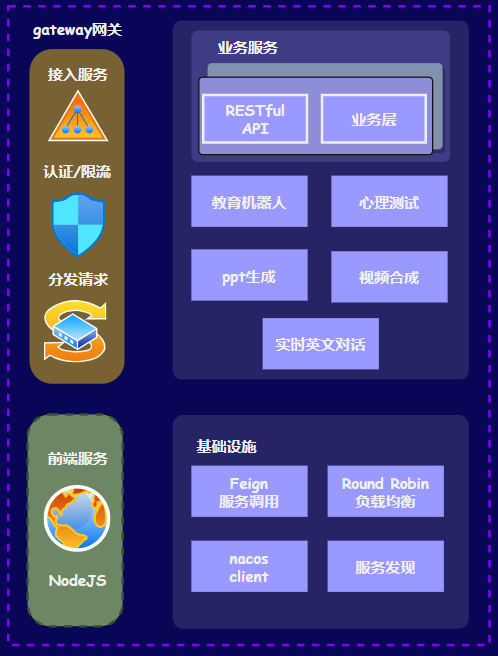 gateway网关
接入服务
认证/限流
分发请求
业务服务
RESTful
API
业务层
教育机器人
心理测试
ppt生成
视频合成
实时英文对话
前端服务
NodeJS
基础设施
Feign
服务调用
Round Robin
负载均衡
nacos
client
服务发现